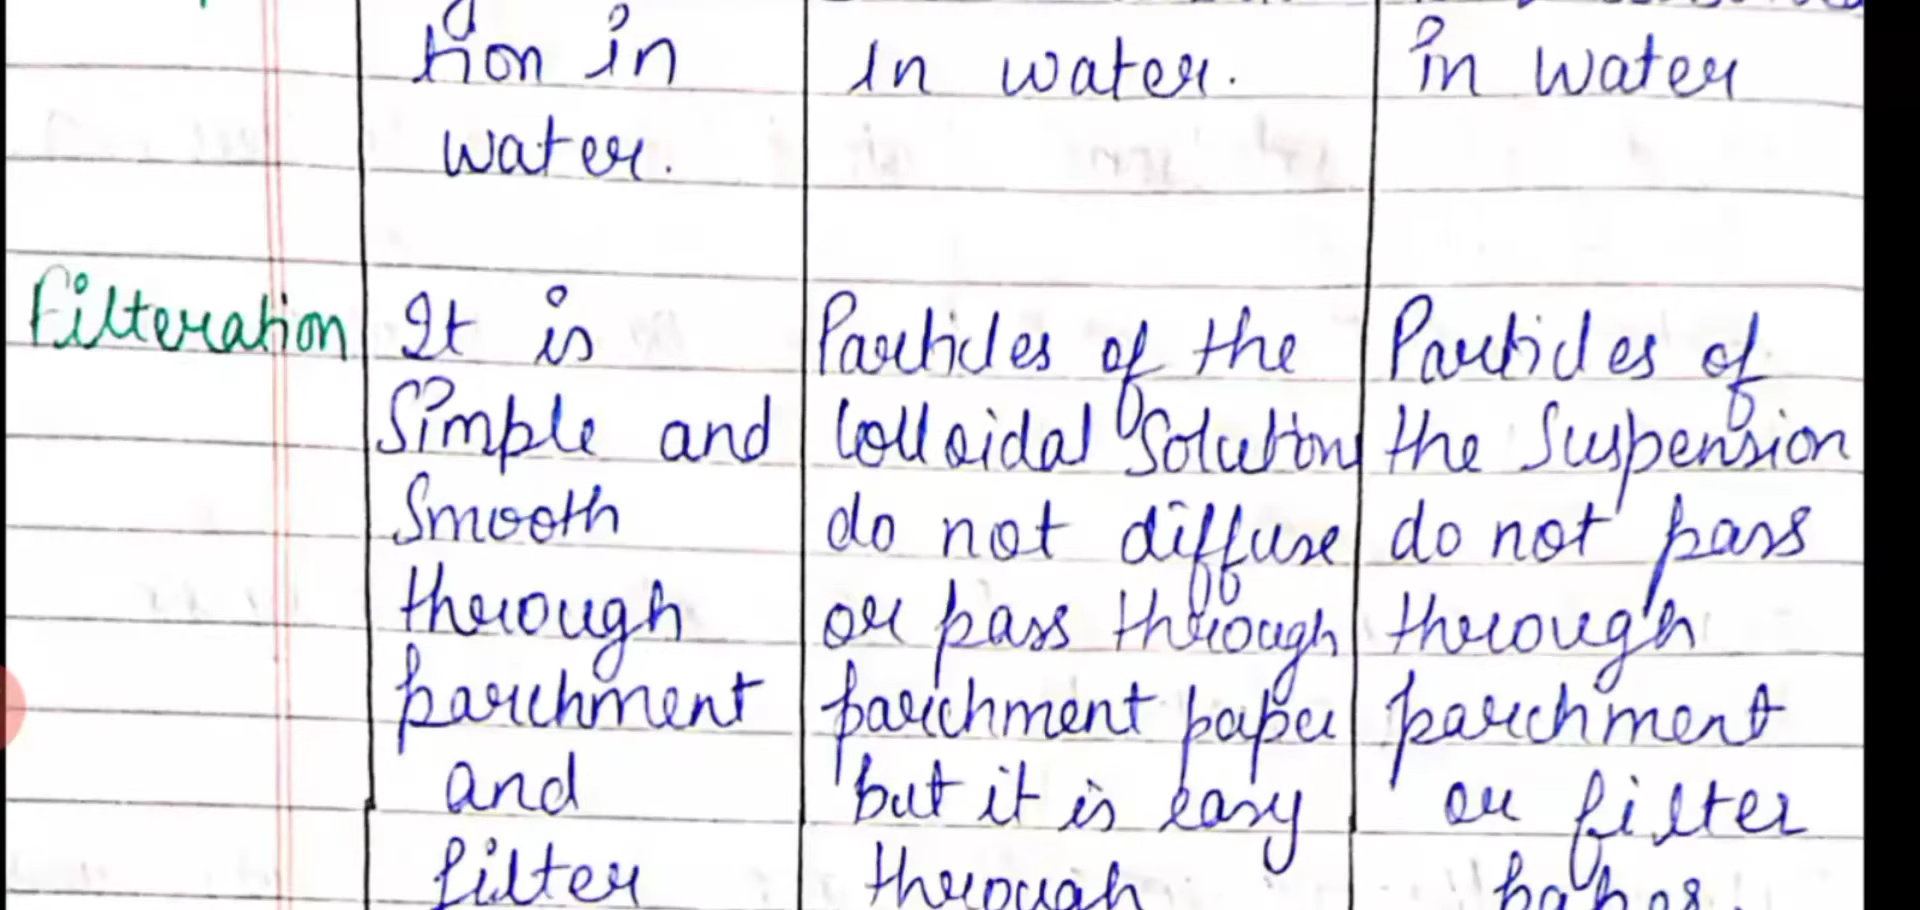 tion in
water.
in water.
in water
Filteration
It is
Simple and
Smooth
through
parchment
and
filter
Particles of the
Colloidal Solution
do not diffuse
or pass through
parchment paper
but it is easy
through
Particles of
the Suspension
do not pass
through
parchment
or filter
paper.